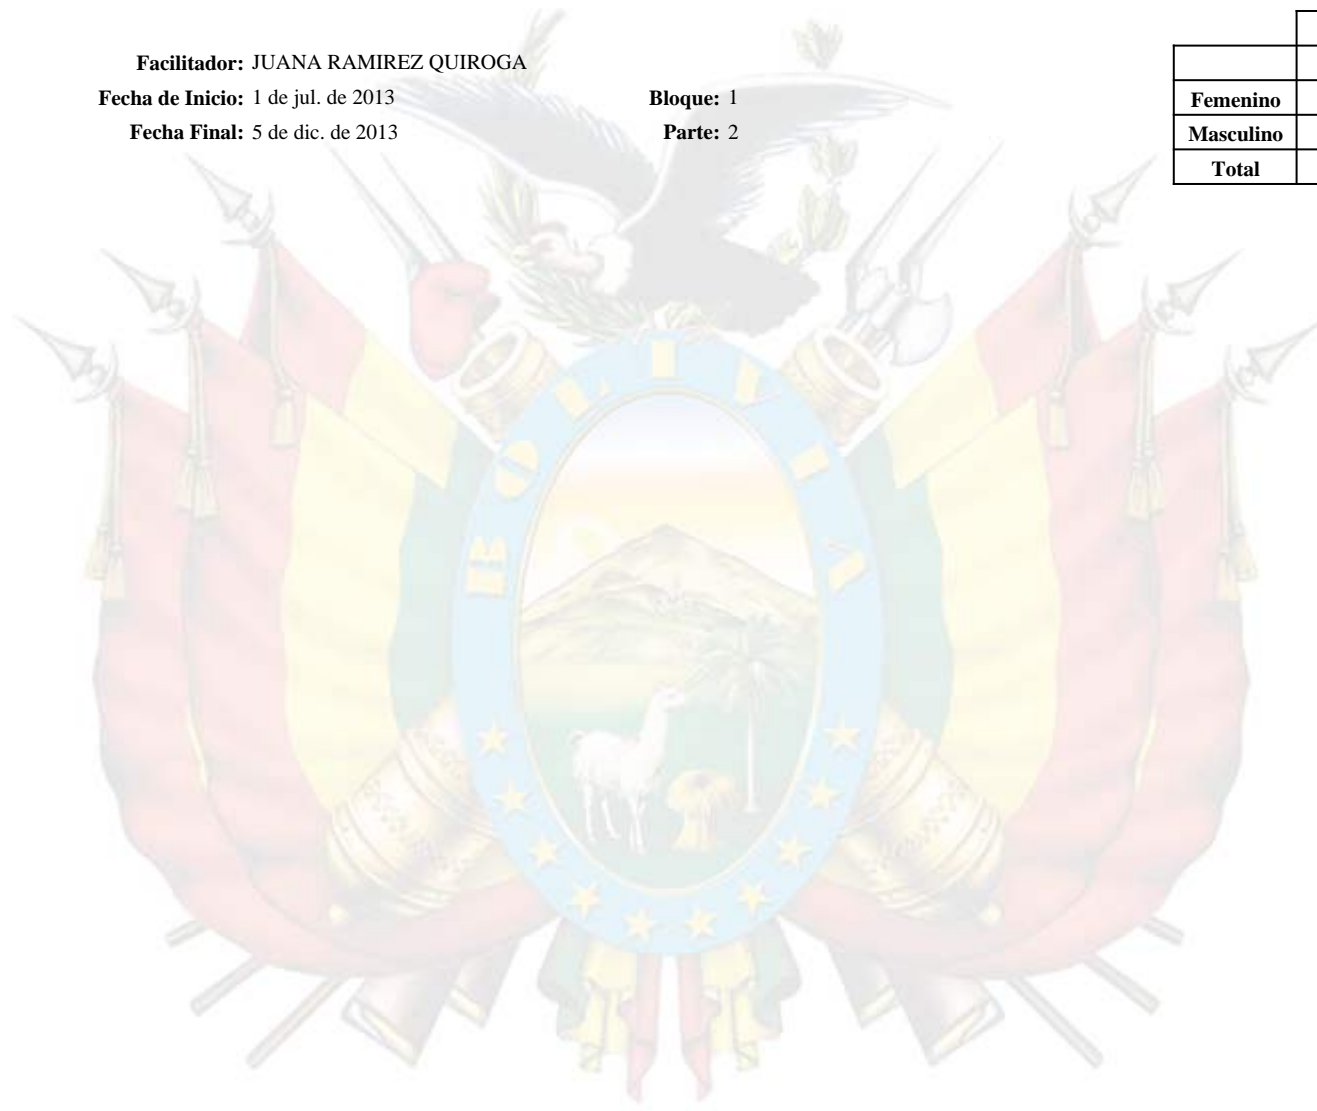 Facilitador: JUANA RAMIREZ QUIROGA
Fecha de Inicio: 1 de jul. de 2013 Bloque: 1
Fecha Final: 5 de dic. de 2013 Parte: 2
Femenino
Masculino
Total
BOLIVIA